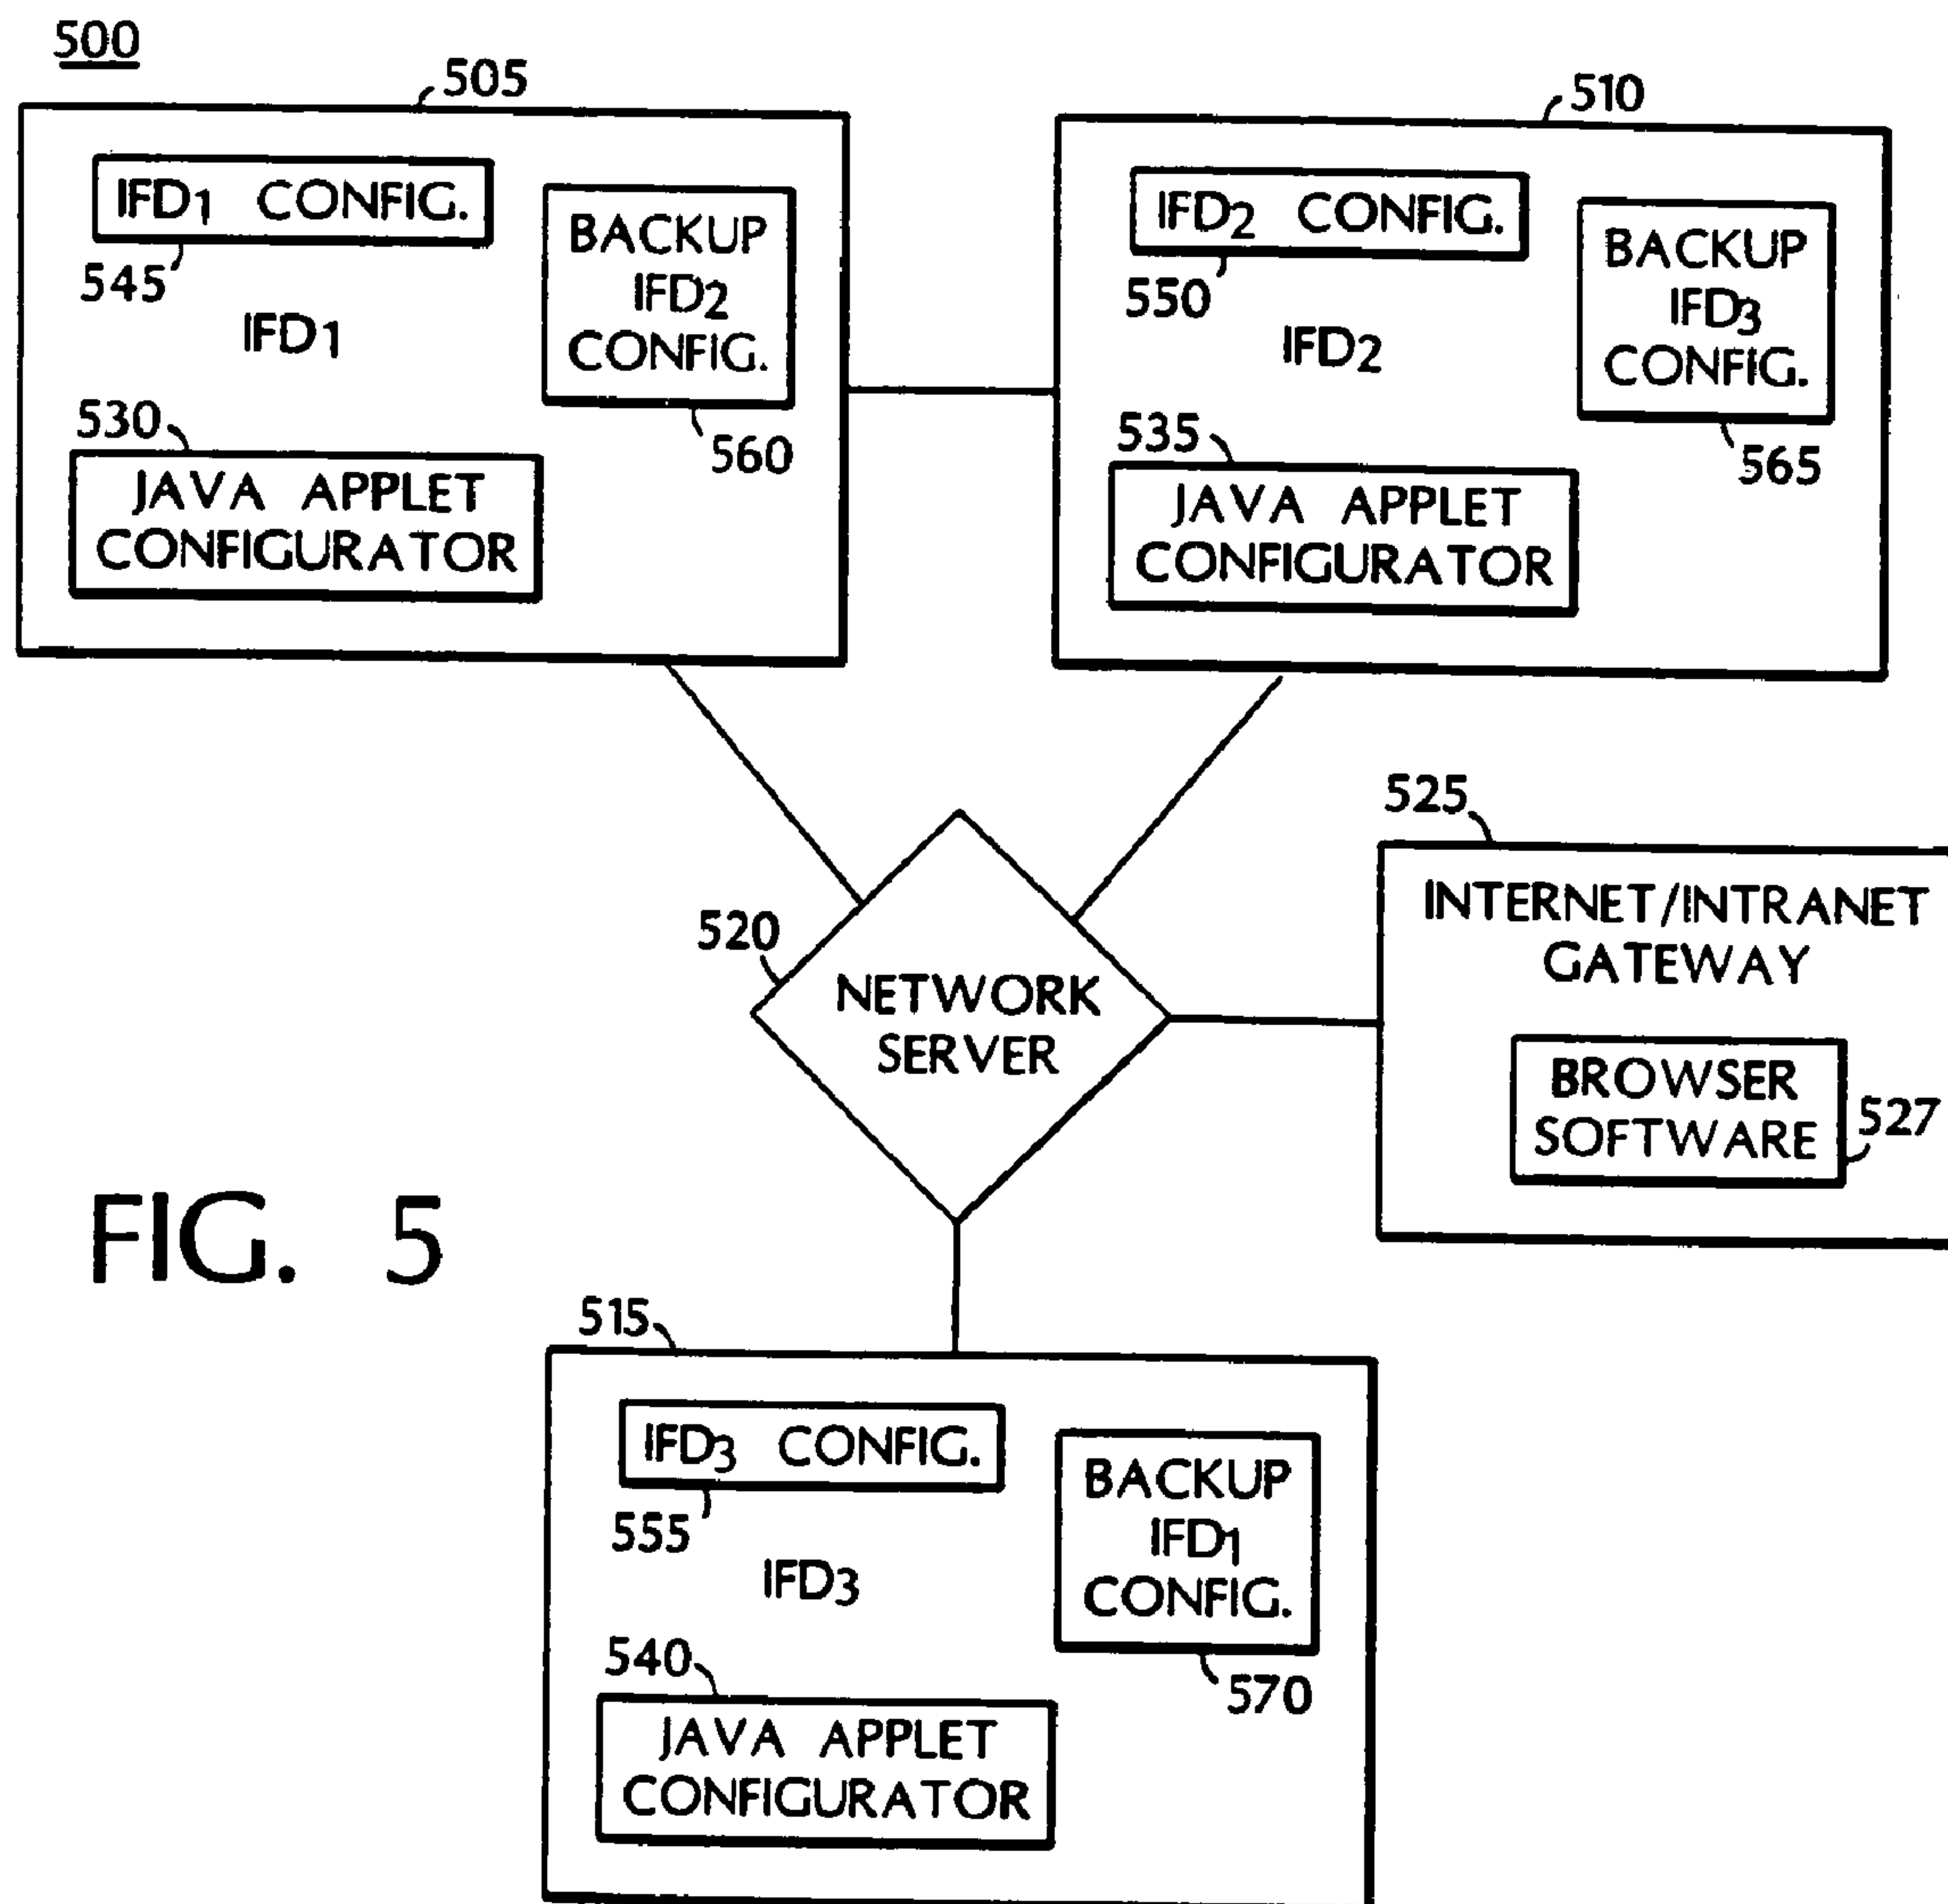 500
505
IFD1 CONFIG.
545
IFD1
BACKUP
IFD2
CONFIG.
560
530
JAVA APPLET
CONFIGURATOR
510
IFD2 CONFIG.
550
IFD2
BACKUP
IFD3
CONFIG.
565
535
JAVA APPLET
CONFIGURATOR
520
NETWORK
SERVER
525
INTERNET/INTRANET
GATEWAY
BROWSER
SOFTWARE
527
FIG. 5
515
IFD3 CONFIG.
555
IFD3
BACKUP
IFD1
CONFIG.
570
540
JAVA APPLET
CONFIGURATOR